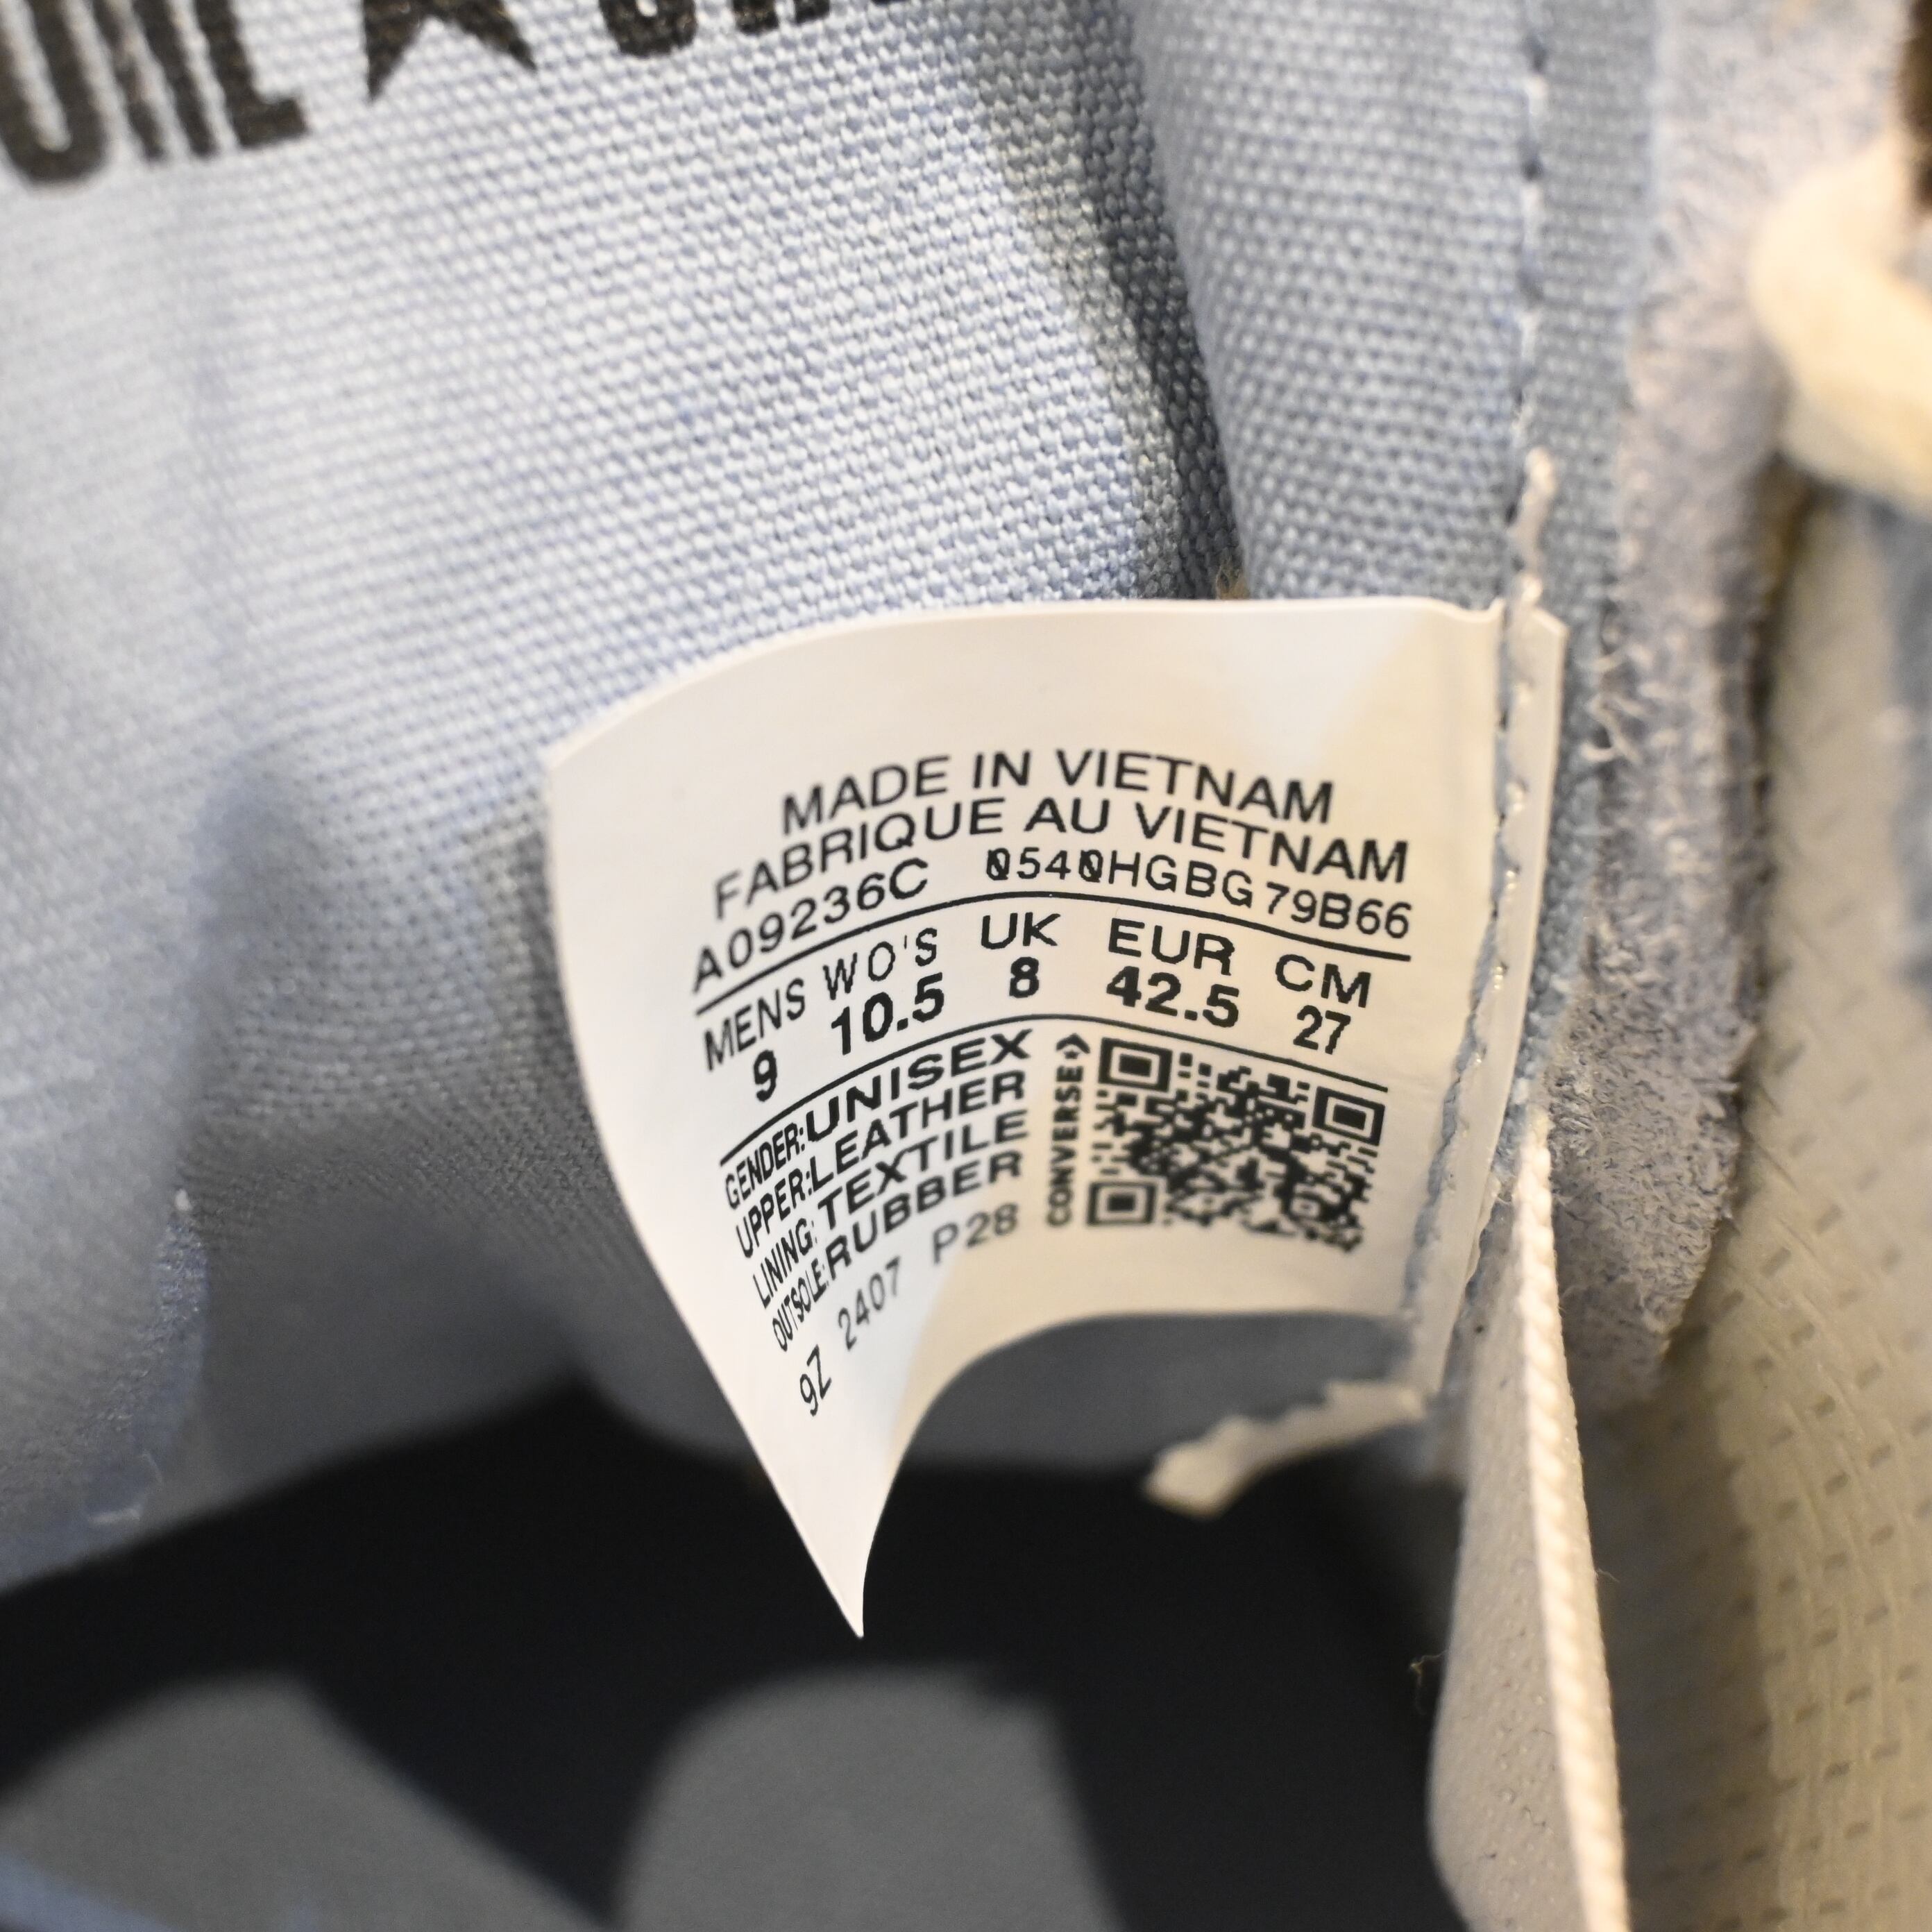 MADE IN VIETNAM
FABRIQUE AU VIETNAM
A09236C 0540HGBG79B66
MENS WO'S UK EUR CM
9 10.5 8 42.5 27
GENDER:UNISEX
UPPER:LEATHER
LINING:TEXTILE
OUTSOLE:RUBBER
9Z 2407 P28
CONVERSE